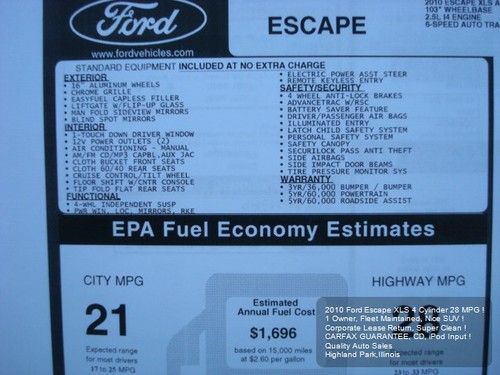 2010 ESCAPE XLS A
103" WHEELBASE
2.5L I4 ENGINE
6-SPEED AUTO TRA
Ford
www.fordvehicles.com
ESCAPE
STANDARD EQUIPMENT INCLUDED AT NO EXTRA CHARGE
EXTERIOR
• 16" ALUMINUM WHEELS
• CHROME GRILLE
• EASYFUEL CAPLESS FILLER
• LIFTGATE W/FLIP-UP GLASS
• MAN FOLD SIDEVIEW MIRRORS
• BLIND SPOT MIRRORS
INTERIOR
• 1-TOUCH DOWN DRIVER WINDOW
• 12V POWER OUTLETS (2)
• AIR CONDITIONING - MANUAL
• AM/FM CD/MP3 CAPBL,AUX JAC
• CLOTH BUCKET FRONT SEATS
• CLOTH 60/40 REAR SEATS
• CRUISE CONTROL/TILT WHEEL
• FLOOR SHIFT W/CNTR CONSOLE
• TIP FOLD FLAT REAR SEATS
FUNCTIONAL
• 4-WHL INDEPENDENT SUSP
• PWR WIN, LOC, MIRRORS, RKE
• ELECTRIC POWER ASST STEER
• REMOTE KEYLESS ENTRY
SAFETY/SECURITY
• 4 WHEEL ANTI-LOCK BRAKES
• ADVANCETRAC W/RSC
• BATTERY SAVER FEATURE
• DRIVER/PASSENGER AIR BAGS
• ILLUMINATED ENTRY
• LATCH CHILD SAFETY SYSTEM
• PERSONAL SAFETY SYSTEM
• SAFETY CANOPY
• SECURILOCK PASS ANTI THEFT
• SIDE AIRBAGS
• SIDE IMPACT DOOR BEAMS
• TIRE PRESSURE MONITOR SYS
WARRANTY
• 3YR/36,000 BUMPER / BUMPER
• 5YR/60,000 POWERTRAIN
• 5YR/60,000 ROADSIDE ASSIST
EPA Fuel Economy Estimates
CITY MPG
21
Expected range
for most drivers
17 to 25 MPG
Estimated
Annual Fuel Cost
$1,696
based on 15,000 miles
at $2.60 per gallon
HIGHWAY MPG
28
Expected range
for most drivers
23 to 33 MPG
2010 Ford Escape XLS 4 Cylinder 28 MPG !
1 Owner, Fleet Maintained, Nice SUV !
Corporate Lease Return, Super Clean !
CARFAX GUARANTEE, CD, iPod Input !
Quality Auto Sales
Highland Park,Illinois